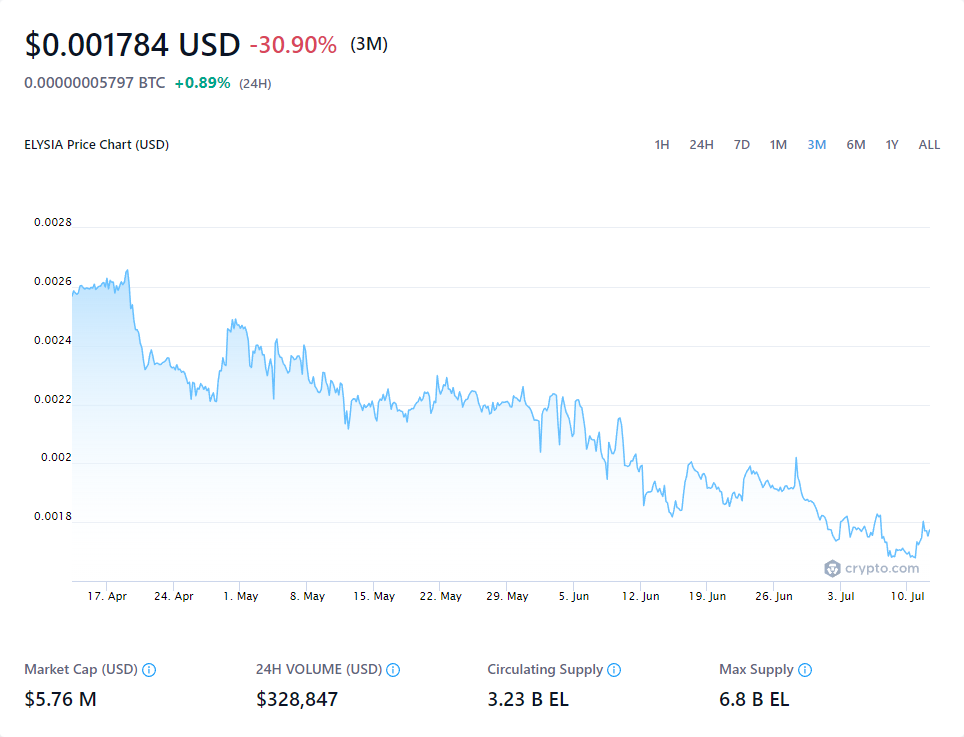 $0.001784 USD -30.90% (3M)
0.00000005797 BTC +0.89% (24H)
ELYSIA Price Chart (USD) 1H 24H 7D 1M 3M 6M 1Y ALL
0.0028
0.0026
0.0024
0.0022
0.002
0.0018
crypto.com
17. Apr 24. Apr 1. May 8. May 15. May 22. May 29. May 5. Jun 12. Jun 19. Jun 26. Jun 3. Jul 10. Jul
Market Cap (USD) 24H VOLUME (USD) Circulating Supply Max Supply
$5.76 M $328,847 3.23 B EL 6.8 B EL